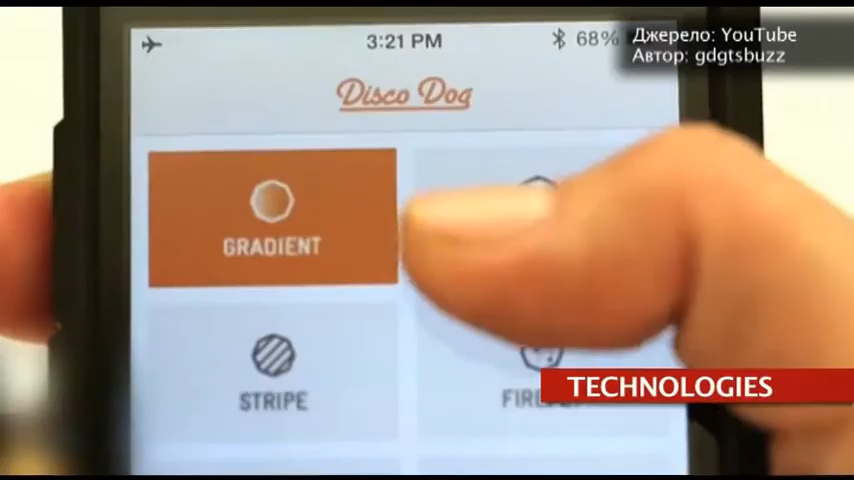 3:21 PM
68%
Джерело: YouTube
Автор: gdgtsbuzz
Disco Dog
GRADIENT
STRIPE
TECHNOLOGIES